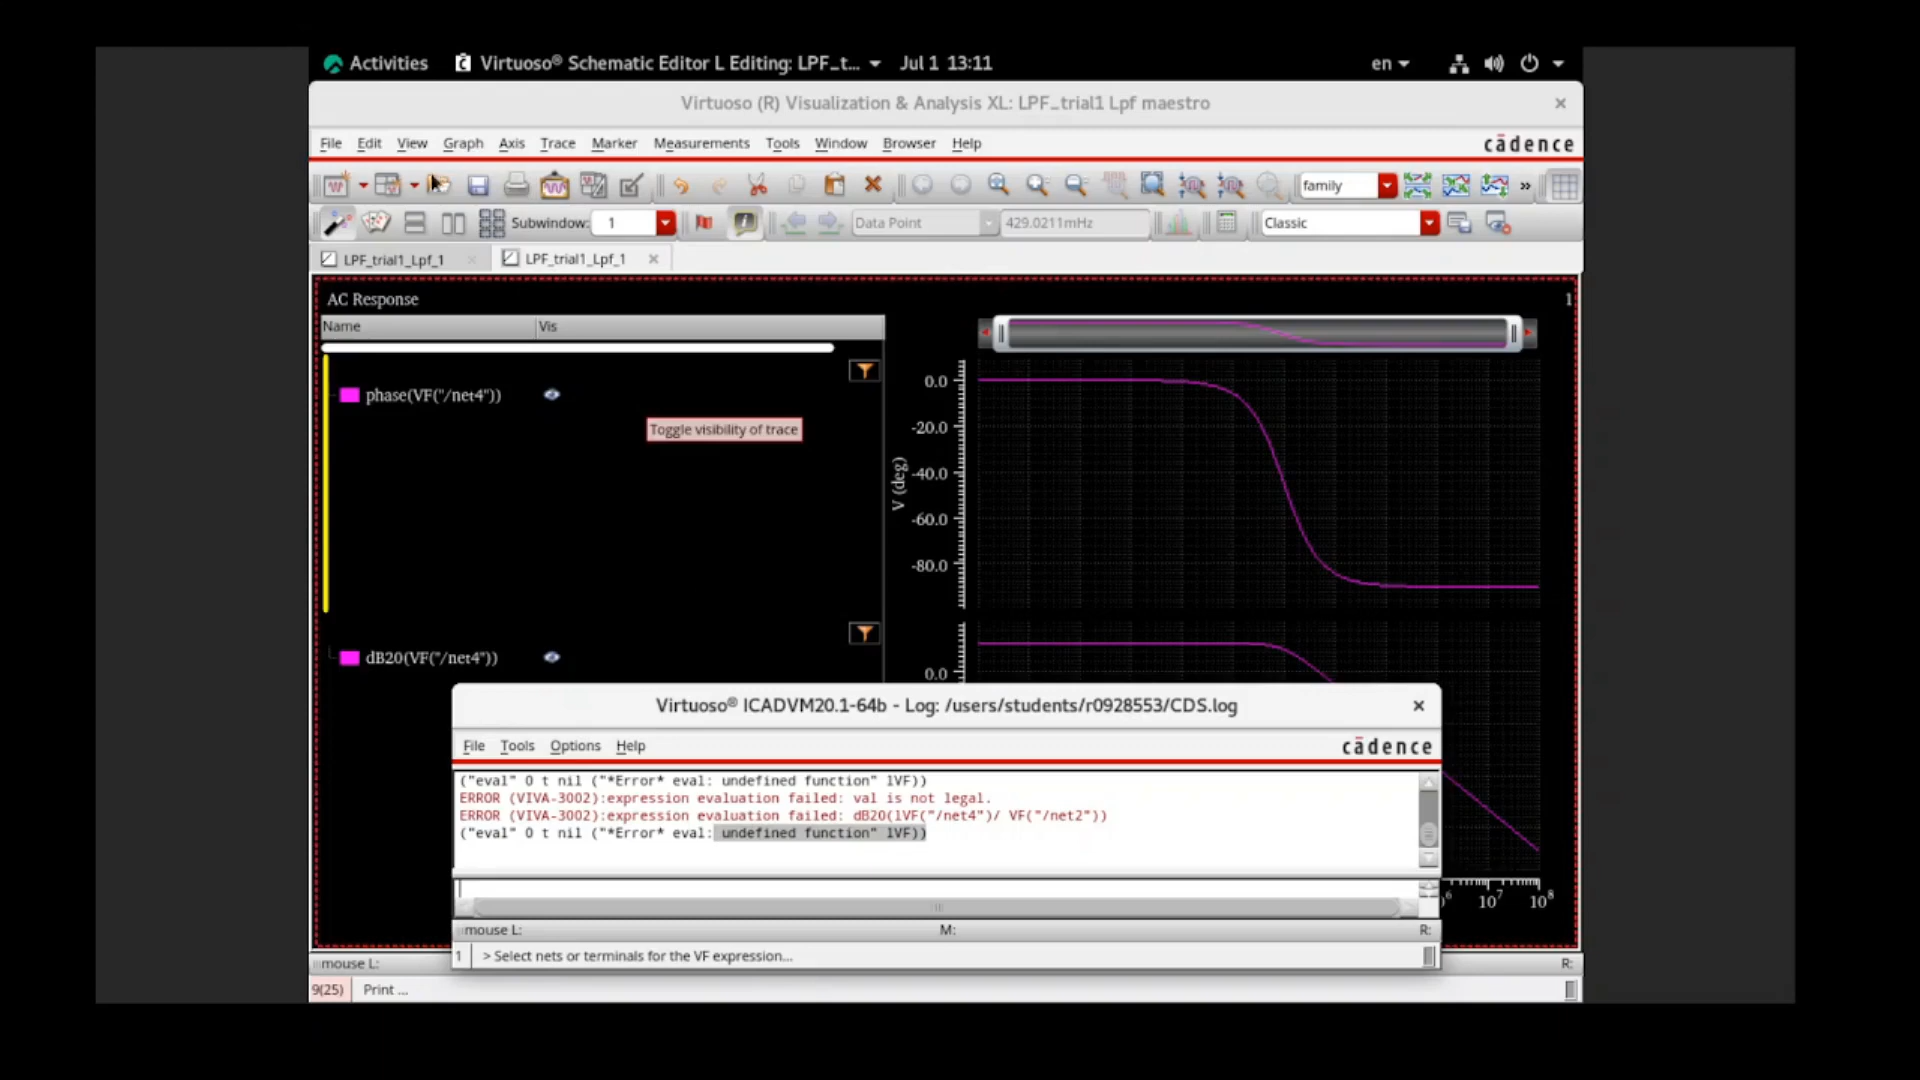 Activities Virtuoso® Schematic Editor L Editing: LPF_t... Jul 1 13:11 en
Virtuoso (R) Visualization & Analysis XL: LPF_trial1 Lpf maestro
File Edit View Graph Axis Trace Marker Measurements Tools Window Browser Help cādence
family
Subwindow: 1 Data Point 429.0211mHz Classic
LPF_trial1_Lpf_1 LPF_trial1_Lpf_1
AC Response 1
Name Vis
phase(VF("/net4"))
Toggle visibility of trace
0.0
-20.0
-40.0
-60.0
-80.0
V (deg)
dB20(VF("/net4"))
0.0
Virtuoso® ICADVM20.1-64b - Log: /users/students/r0928553/CDS.log
File Tools Options Help cādence
("eval" 0 t nil ("*Error* eval: undefined function" lVF))
ERROR (VIVA-3002):expression evaluation failed: val is not legal.
ERROR (VIVA-3002):expression evaluation failed: dB20(lVF("/net4")/ VF("/net2"))
("eval" 0 t nil ("*Error* eval: undefined function" lVF))
10⁷ 10⁸
mouse L: M: R:
1 > Select nets or terminals for the VF expression...
mouse L: R:
9(25) Print ...